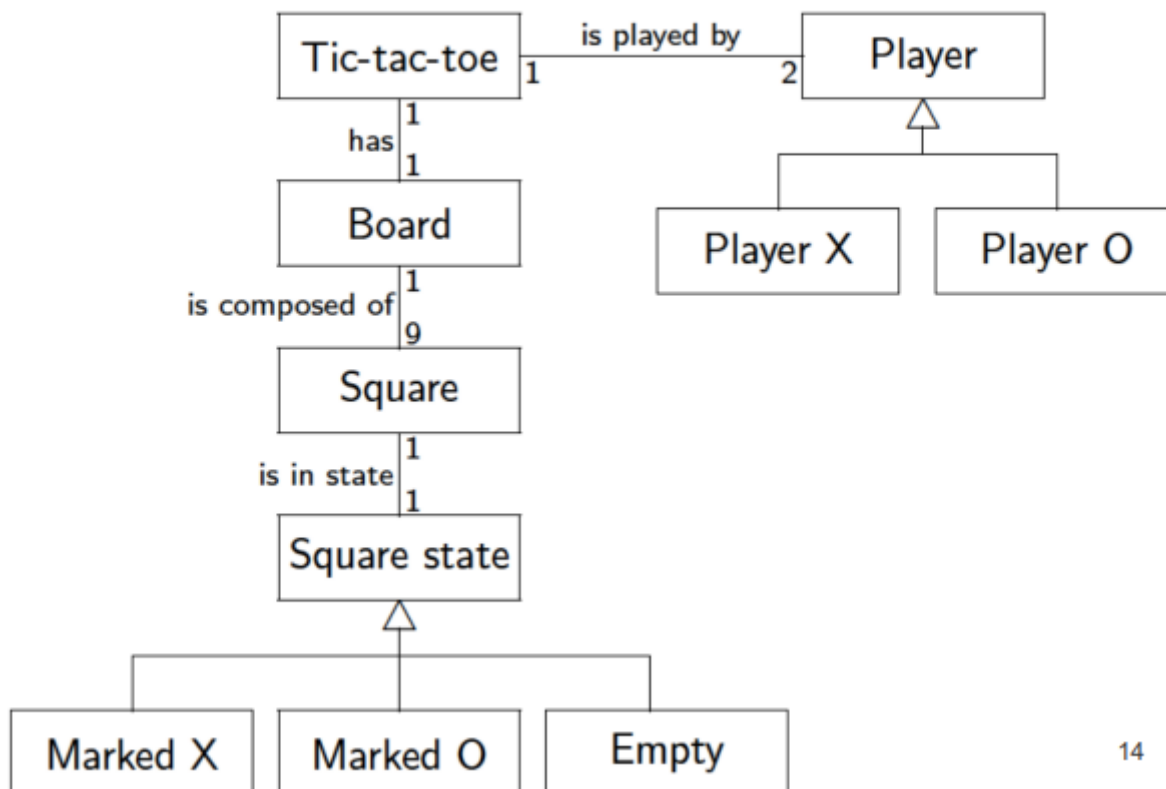 Tic-tac-toe
is played by
1
2
Player
1
has
1
Board
Player X
Player O
1
is composed of
9
Square
1
is in state
1
Square state
Marked X
Marked O
Empty
14